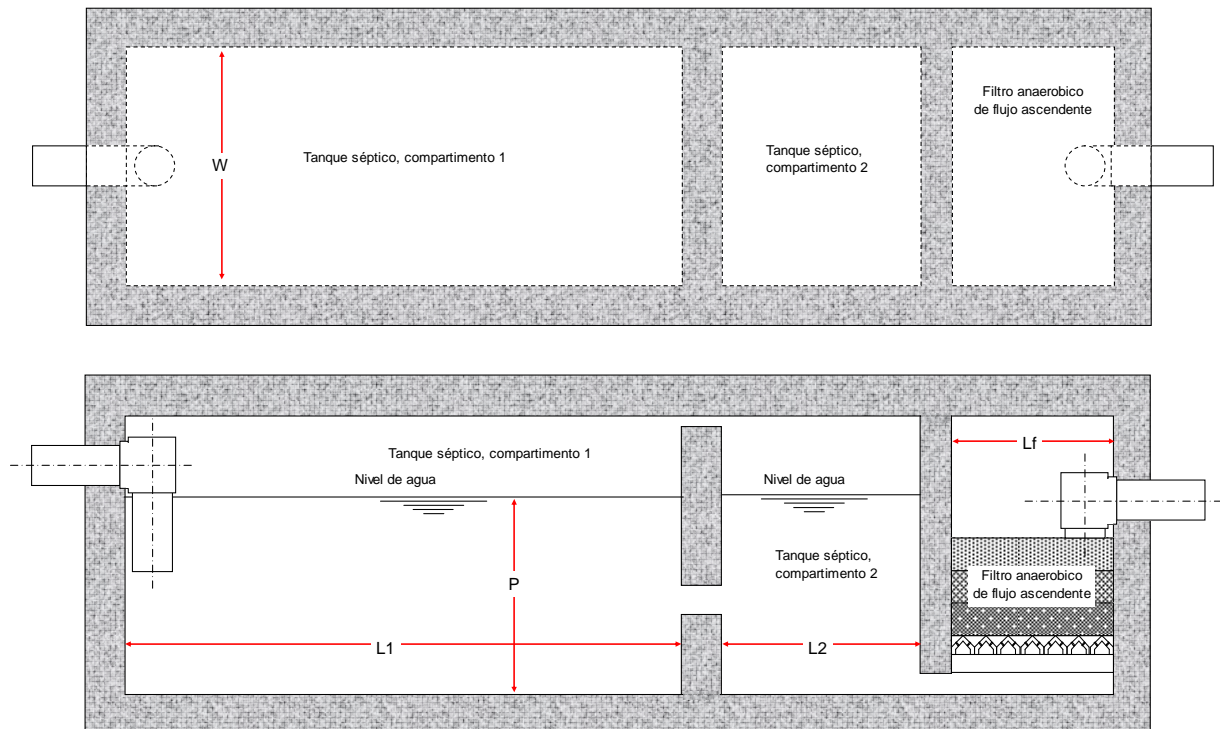 Filtro anaerobico
de flujo ascendente
Tanque séptico, compartimento 1
Tanque séptico,
compartimento 2
W
Tanque séptico, compartimento 1
Nivel de agua
Nivel de agua
Lf
Tanque séptico,
compartimento 2
Filtro anaerobico
de flujo ascendente
P
L1
L2